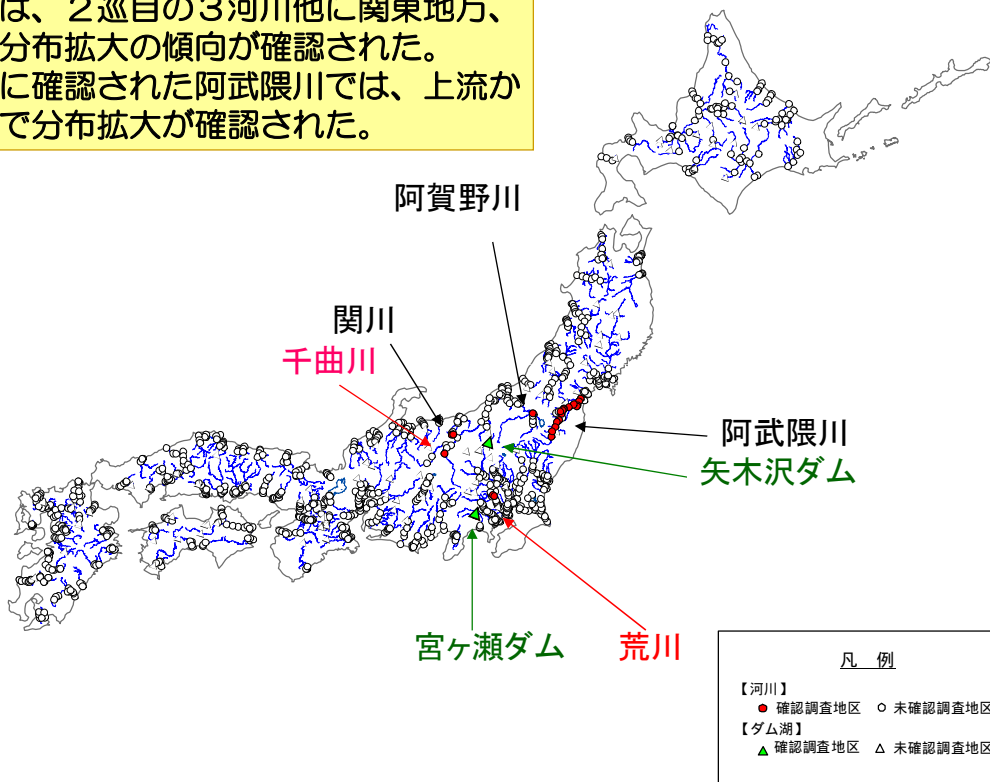 は、２巡目の３河川他に関東地方、
分布拡大の傾向が確認された。
に確認された阿武隈川では、上流か
で分布拡大が確認された。
阿賀野川
関川
千曲川
阿武隈川
矢木沢ダム
宮ヶ瀬ダム
荒川
凡　例
【河川】
確認調査地区 未確認調査地区
【ダム湖】
確認調査地区 未確認調査地区